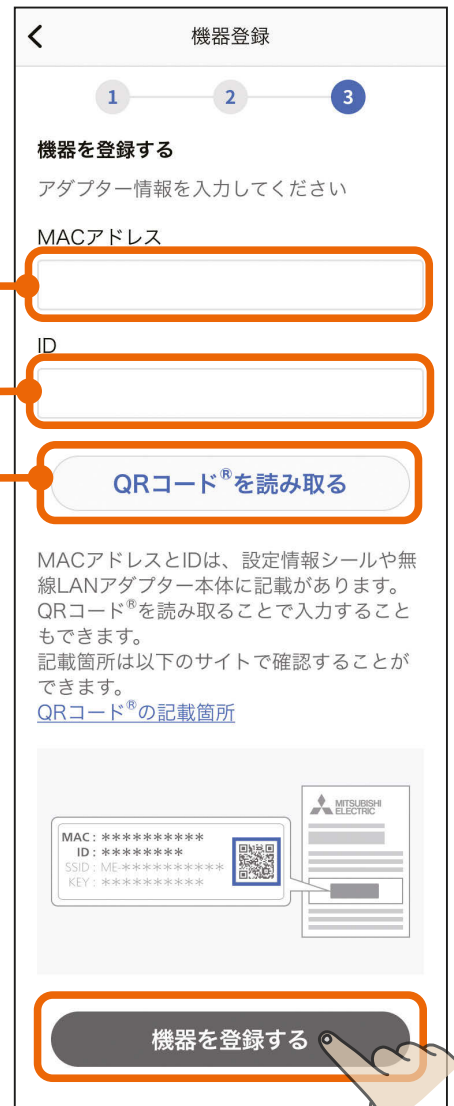 機器登録
1 2 3
機器を登録する
アダプター情報を入力してください
MACアドレス
ID
QRコード®を読み取る
MACアドレスとIDは、設定情報シールや無
線LANアダプター本体に記載があります。
QRコード®を読み取ることで入力すること
もできます。
記載箇所は以下のサイトで確認することが
できます。
QRコード®の記載箇所
MITSUBISHI
ELECTRIC
MAC : **********
ID : ********
SSID : ME-**********
KEY : **********
機器を登録する